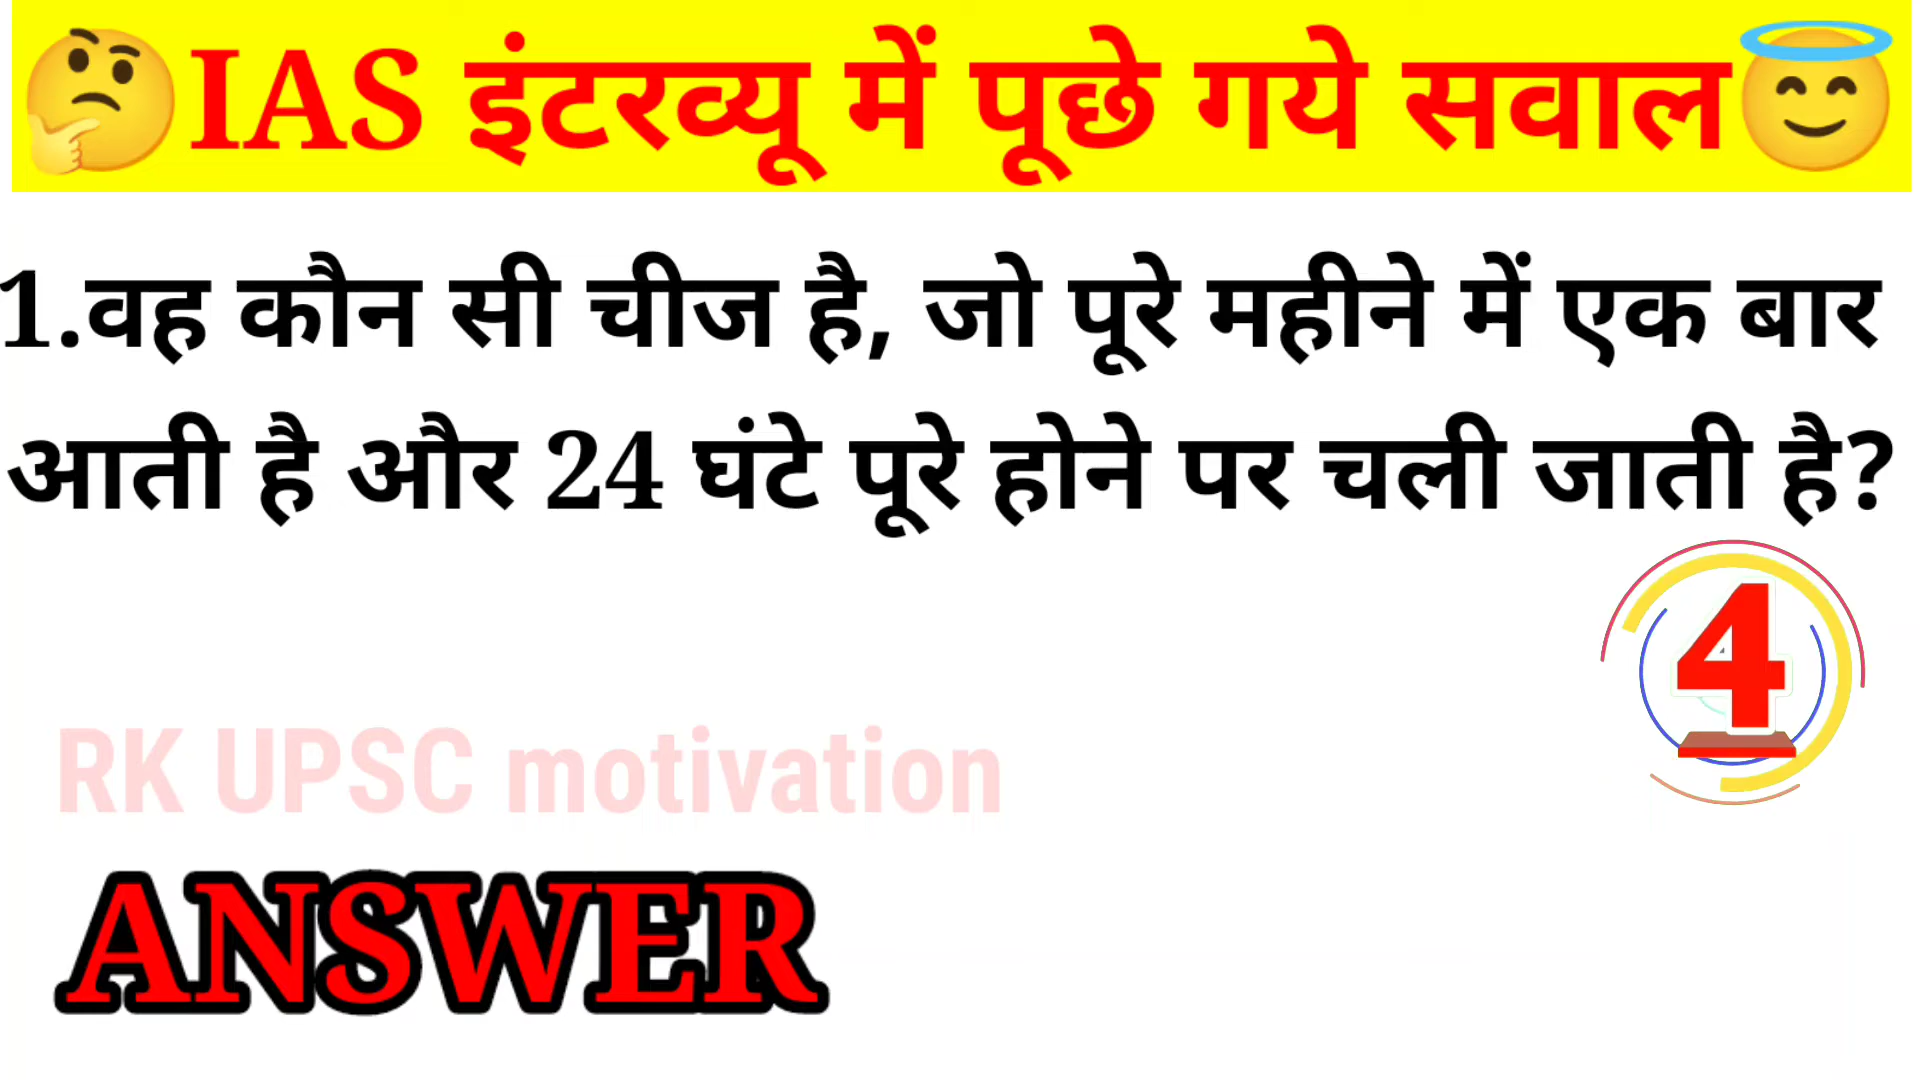 IAS इंटरव्यू में पूछे गये सवाल
1.वह कौन सी चीज है, जो पूरे महीने में एक बार
आती है और 24 घंटे पूरे होने पर चली जाती है?
4
RK UPSC motivation
ANSWER